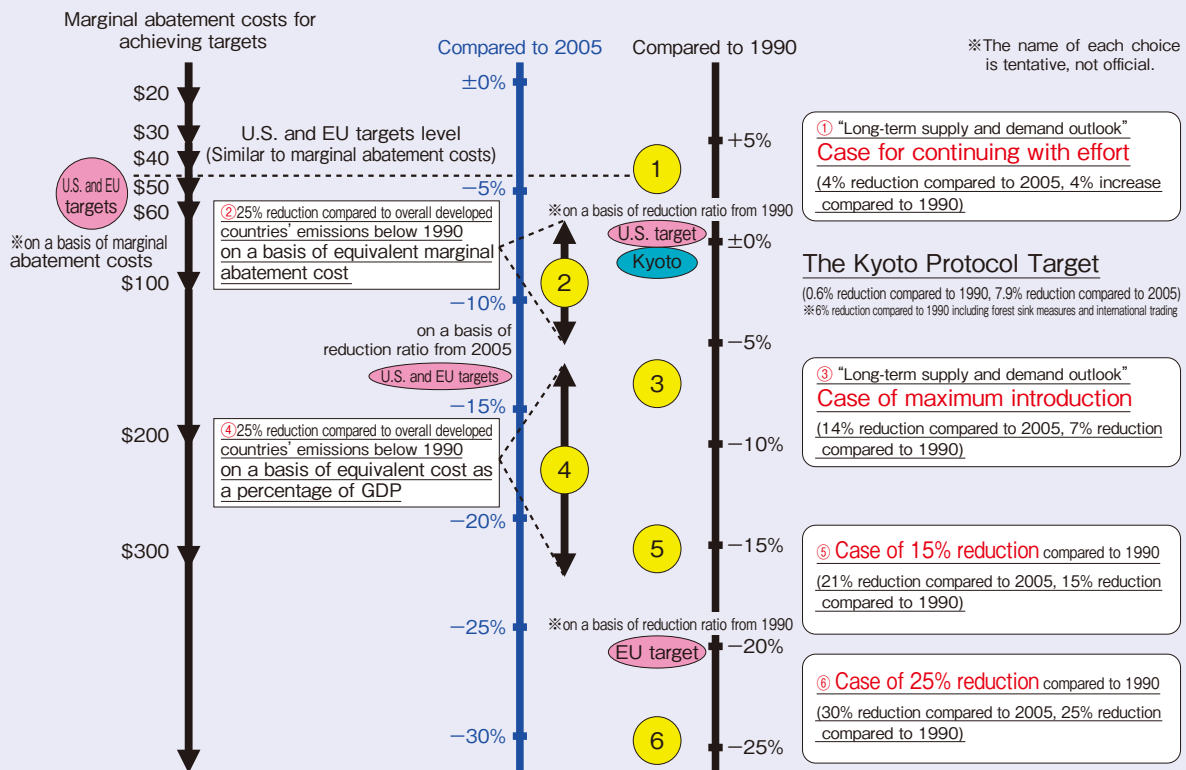 Marginal abatement costs for
achieving targets
$20
$30
$40
$50
$60
$100
$200
$300
U.S. and EU
targets
※on a basis of marginal
abatement costs
U.S. and EU targets level
(Similar to marginal abatement costs)
②25% reduction compared to overall developed
countries’ emissions below 1990
on a basis of equivalent marginal
abatement cost
on a basis of
reduction ratio from 2005
U.S. and EU targets
④25% reduction compared to overall developed
countries’ emissions below 1990
on a basis of equivalent cost as
a percentage of GDP
Compared to 2005
±0%
−5%
−10%
−15%
−20%
−25%
−30%
Compared to 1990
+5%
±0%
−5%
−10%
−15%
−20%
−25%
1
※on a basis of reduction ratio from 1990
U.S. target
Kyoto
2
3
4
5
※on a basis of reduction ratio from 1990
EU target
6
※The name of each choice
is tentative, not official.
① “Long-term supply and demand outlook”
Case for continuing with effort
(4% reduction compared to 2005, 4% increase
compared to 1990)
The Kyoto Protocol Target
(0.6% reduction compared to 1990, 7.9% reduction compared to 2005)
※6% reduction compared to 1990 including forest sink measures and international trading
③ “Long-term supply and demand outlook”
Case of maximum introduction
(14% reduction compared to 2005, 7% reduction
compared to 1990)
⑤ Case of 15% reduction compared to 1990
(21% reduction compared to 2005, 15% reduction
compared to 1990)
⑥ Case of 25% reduction compared to 1990
(30% reduction compared to 2005, 25% reduction
compared to 1990)